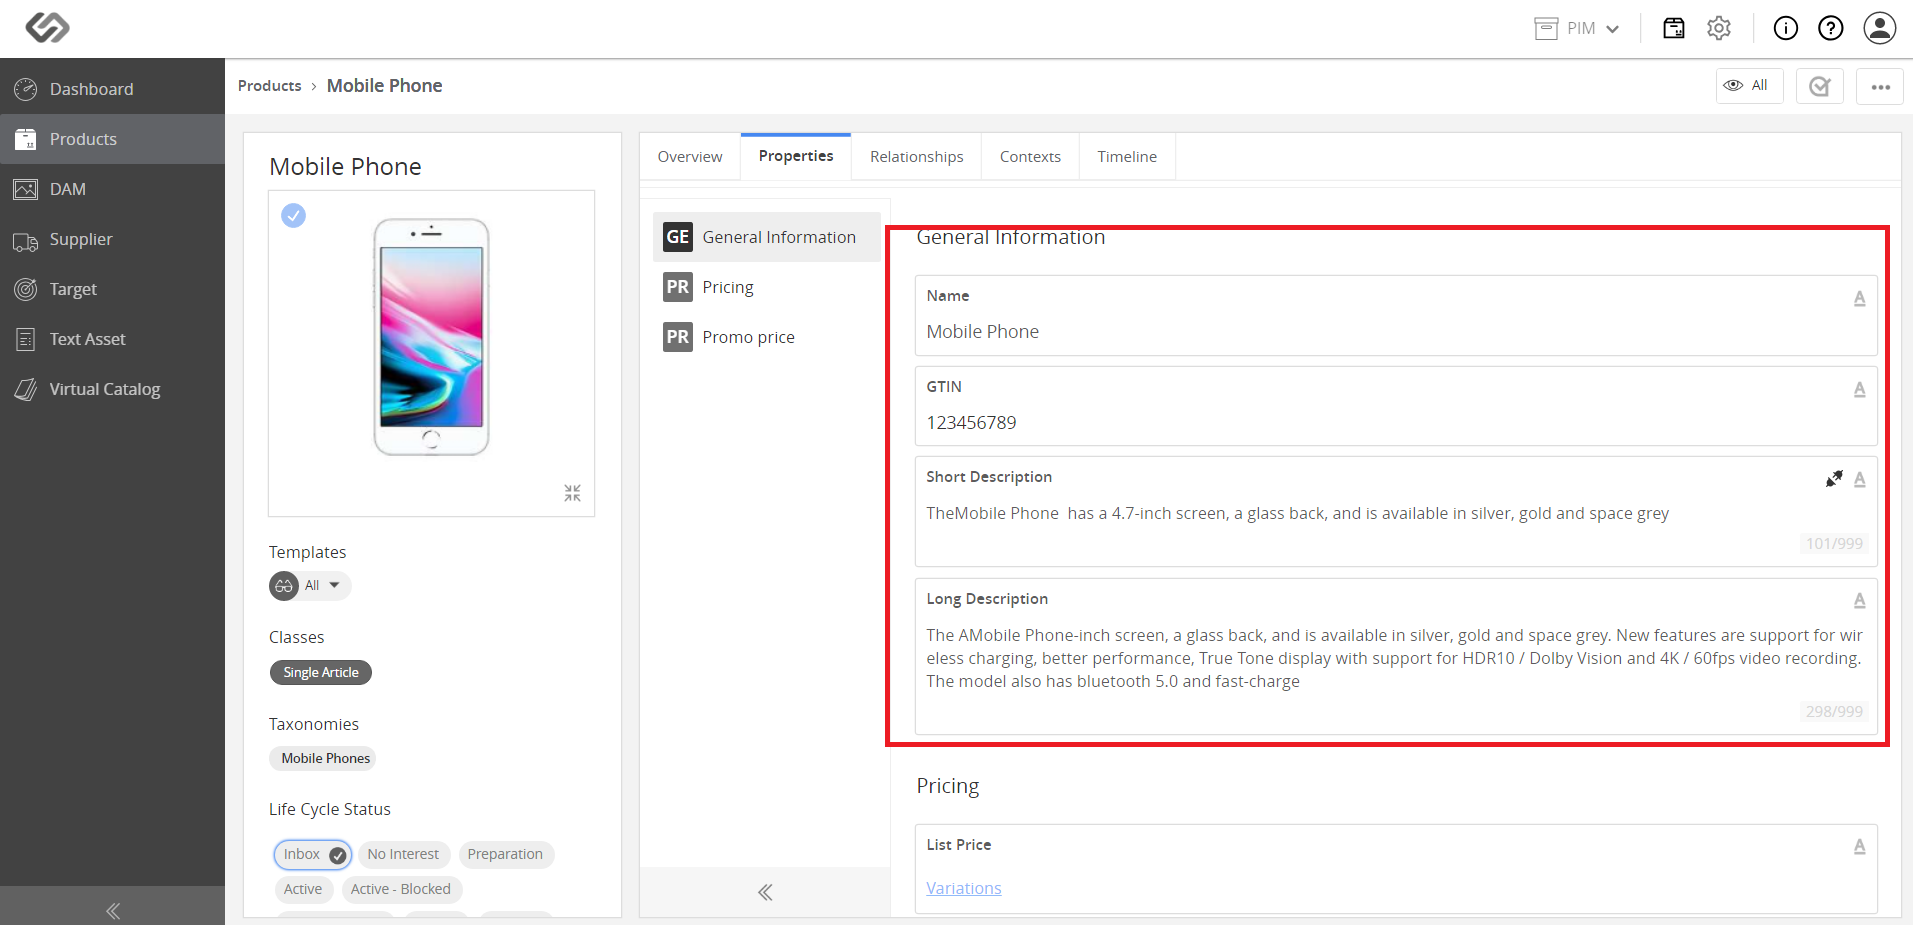 PIM
Dashboard
Products
DAM
Supplier
Target
Text Asset
Virtual Catalog
Products › Mobile Phone
All
Mobile Phone
Templates
All
Classes
Single Article
Taxonomies
Mobile Phones
Life Cycle Status
Inbox
No Interest
Preparation
Active
Active - Blocked
Overview
Properties
Relationships
Contexts
Timeline
GE General Information
PR Pricing
PR Promo price
General Information
Name
A
Mobile Phone
GTIN
A
123456789
Short Description
A
TheMobile Phone  has a 4.7-inch screen, a glass back, and is available in silver, gold and space grey
101/999
Long Description
A
The AMobile Phone-inch screen, a glass back, and is available in silver, gold and space grey. New features are support for wir
eless charging, better performance, True Tone display with support for HDR10 / Dolby Vision and 4K / 60fps video recording.
The model also has bluetooth 5.0 and fast-charge
298/999
Pricing
List Price
A
Variations